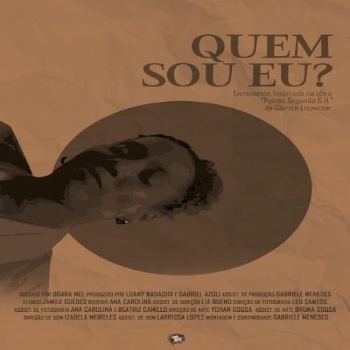 QUEM
SOU EU?
Livremente Inspirado na obra
"Paixão Segundo G.H."
de Clarice Lispector
DIRIGIDO POR ODARA MEL PRODUZIDO POR LUANY E GABRIEL AZOLI ASSIST. DE PRODUÇÃO GABRIELE MENESES
ELENCO JAMILE GUEDES ROTEIRO ANA CAROLINA ASSIST. DE DIREÇÃO LIA BUENO DIREÇÃO DE FOTOGRAFIA LEO SANTOS
ASSIST. DE FOTOGRAFIA ANA CAROLINA E BEATRIZ CAMILLO DIREÇÃO DE ARTE YOHAN SOUSA ASSIST. DE ARTE BRUNA SOUSA
DIREÇÃO DE SOM IZABELA MEIRELES ASSIST. DE SOM LARRISSA LOPEZ MONTAGEM E CONTINUIDADE GABRIELE MENESES